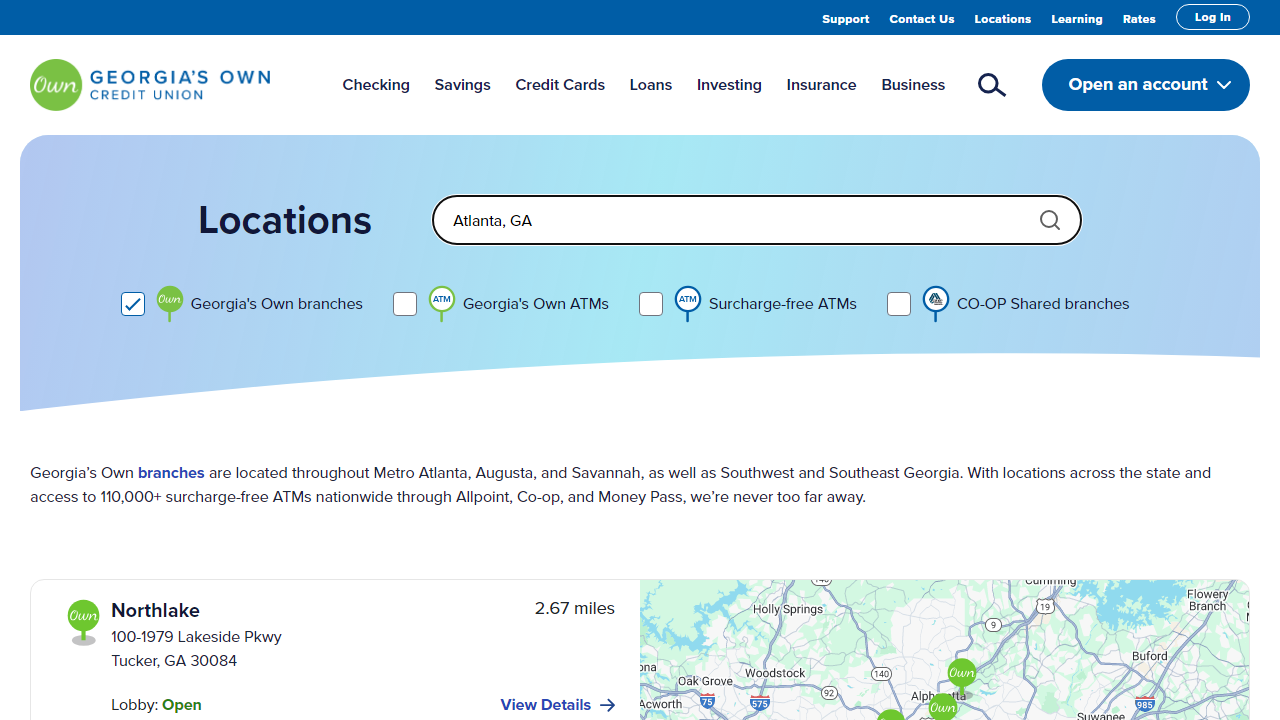 Support Contact Us Locations Learning Rates Log In
Own GEORGIA'S OWN
CREDIT UNION
Checking Savings Credit Cards Loans Investing Insurance Business Open an account
Locations Atlanta, GA
Own Georgia's Own branches ATM Georgia's Own ATMs ATM Surcharge-free ATMs CO-OP Shared branches
Georgia’s Own branches are located throughout Metro Atlanta, Augusta, and Savannah, as well as Southwest and Southeast Georgia. With locations across the state and
access to 110,000+ surcharge-free ATMs nationwide through Allpoint, Co-op, and Money Pass, we’re never too far away.
Own Northlake 2.67 miles
100-1979 Lakeside Pkwy
Tucker, GA 30084
Lobby: Open View Details
Cumming
Holly Springs
Flowery
Branch
19
9
Buford
Woodstock
Oak Grove
140
Own
92
Acworth
75
575
Own
985
Suwanee